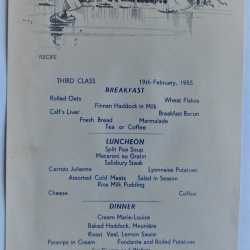 RECIFE
THIRD CLASS 19th February, 1955
BREAKFAST
Rolled Oats Wheat Flakes
Finnen Haddock in Milk
Calf's Liver Breakfast Bacon
Fresh Bread Marmalade
Tea or Coffee
LUNCHEON
Split Pea Soup
Macaroni au Gratin
Salisbury Steak
Carrots Julienne Lyonnaise Potatoes
Assorted Cold Meats Salad in Season
Rice Milk Pudding
Cheese Coffee
DINNER
Cream Marie-Louise
Baked Haddock, Meunière
Roast Veal, Lemon Sauce
Parsnips in Cream Fondante and Boiled Potatoes